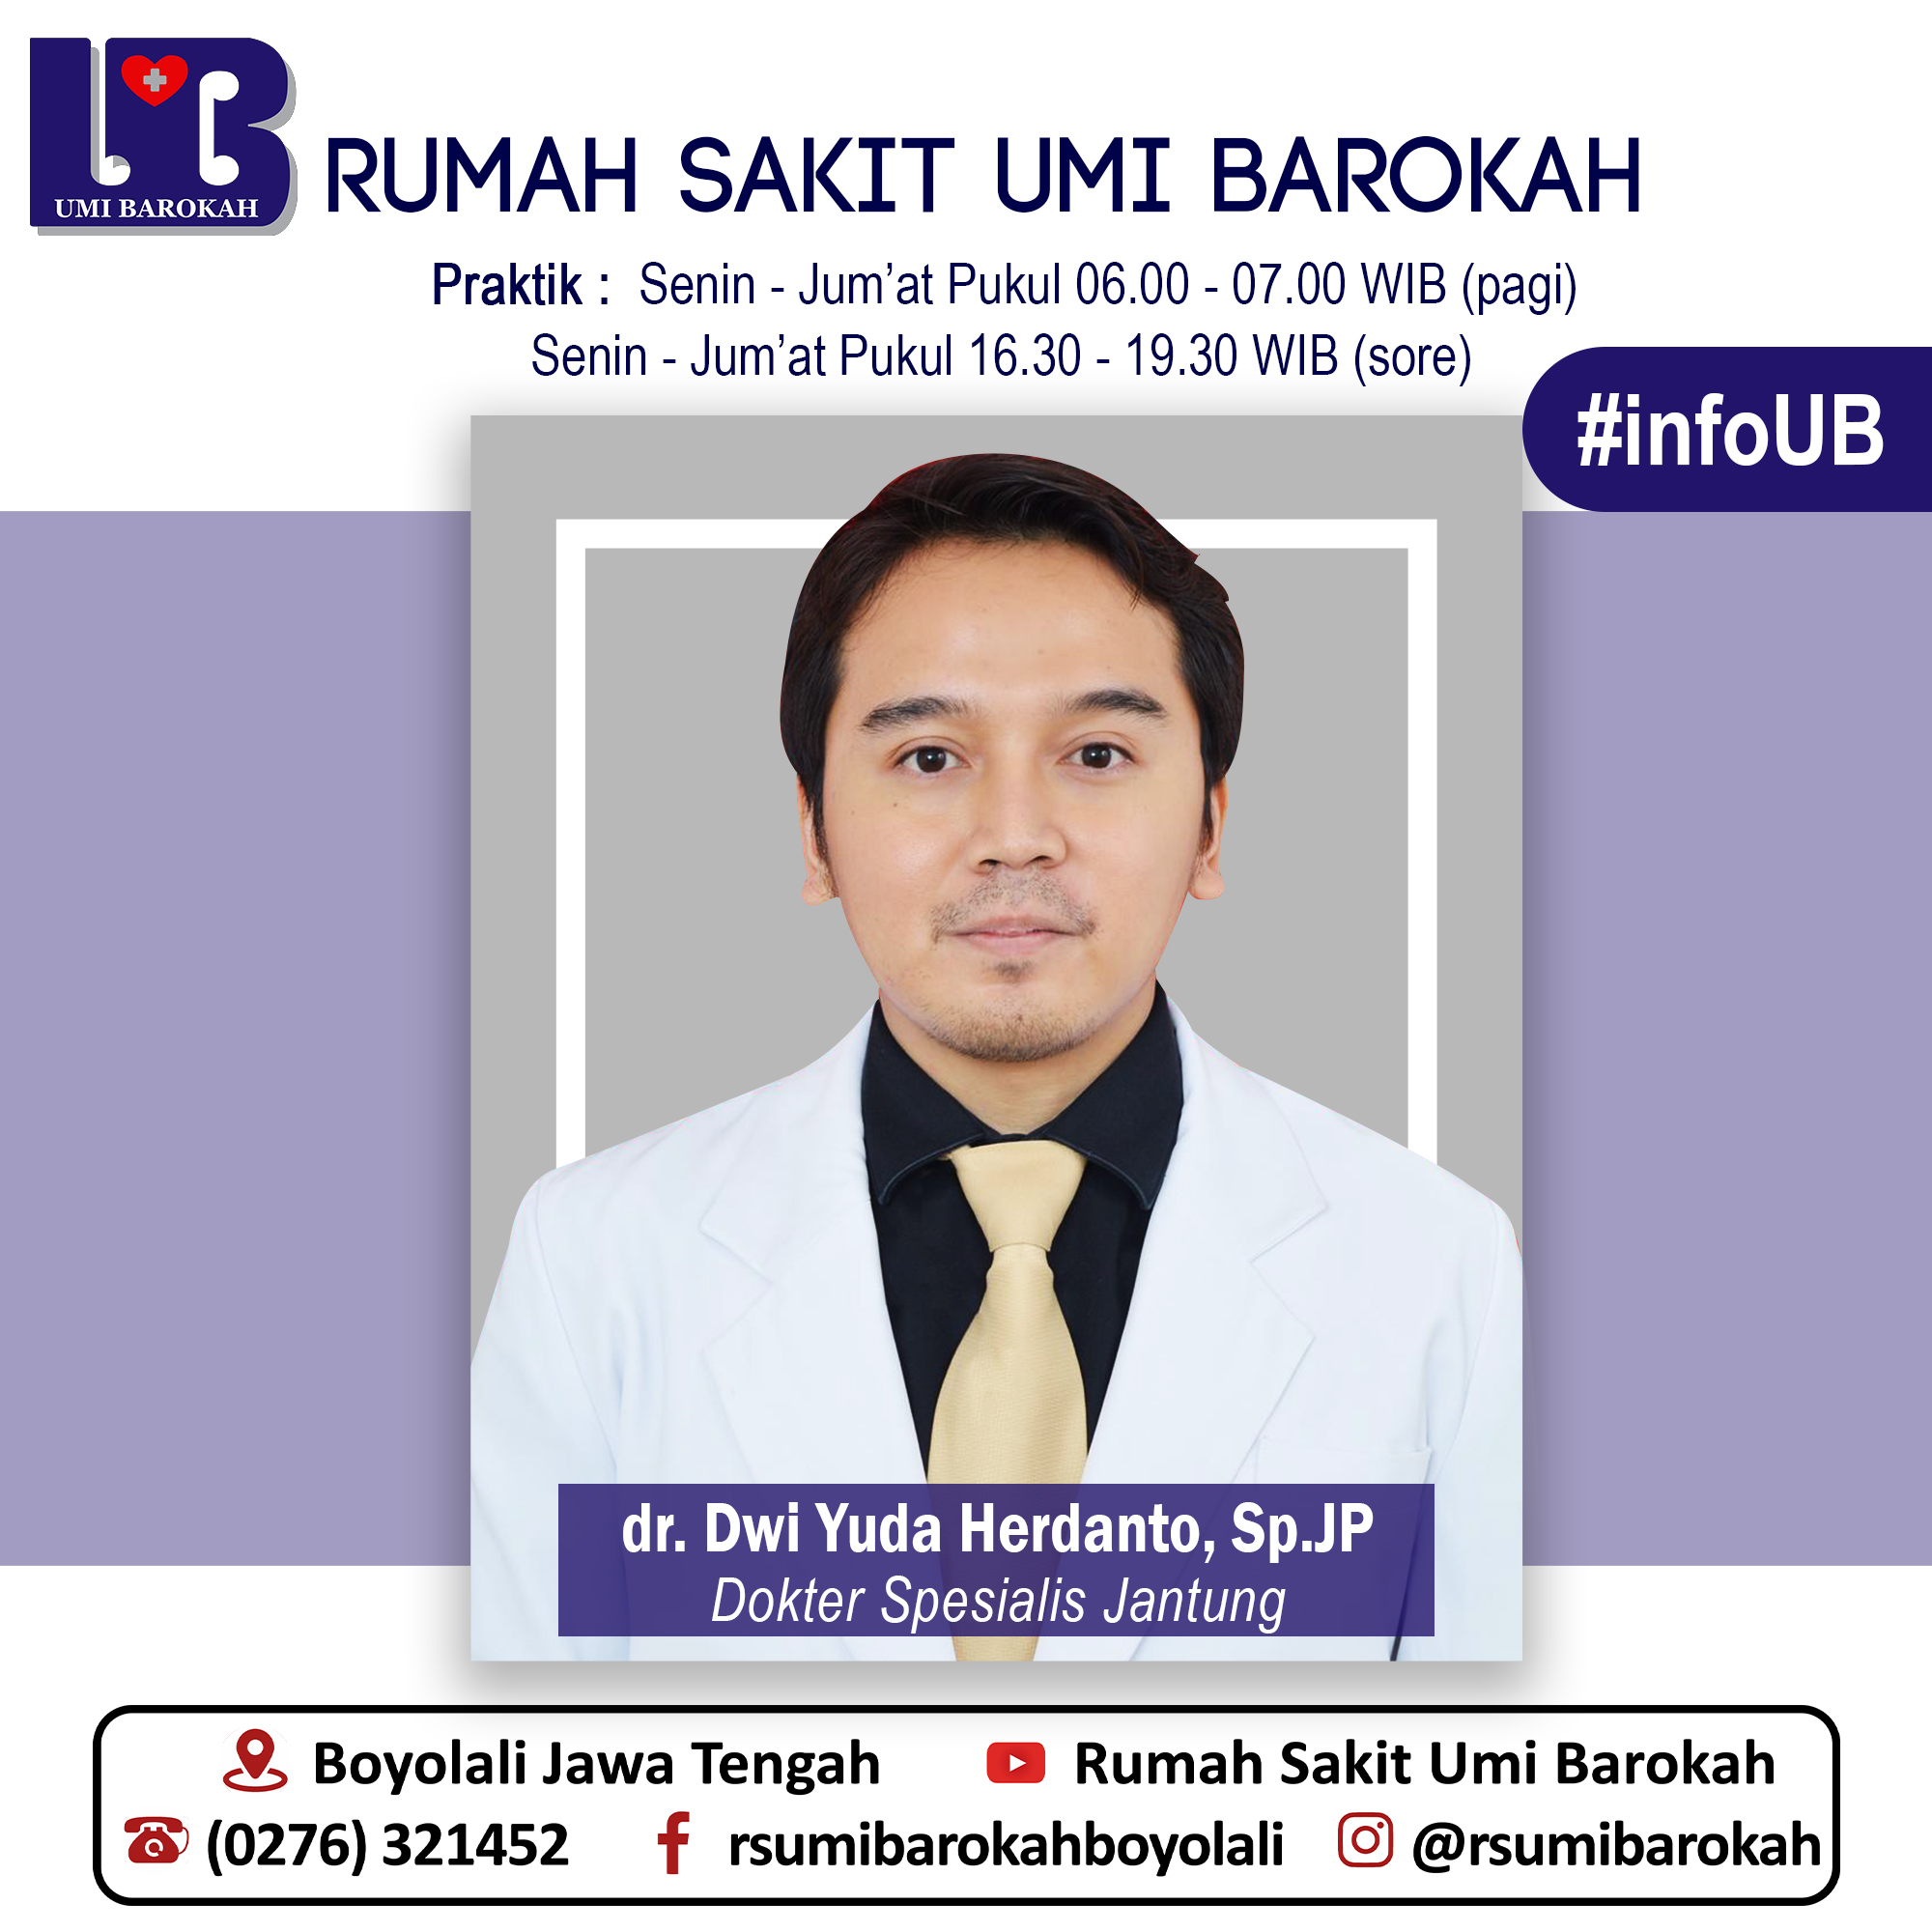 UMI BAROKAH
RUMAH SAKIT UMI BAROKAH
Praktik : Senin - Jum’at Pukul 06.00 - 07.00 WIB (pagi)
Senin - Jum’at Pukul 16.30 - 19.30 WIB (sore)
#infoUB
dr. Dwi Yuda Herdanto, Sp.JP
Dokter Spesialis Jantung
Boyolali Jawa Tengah Rumah Sakit Umi Barokah
(0276) 321452 rsumibarokahboyolali @rsumibarokah